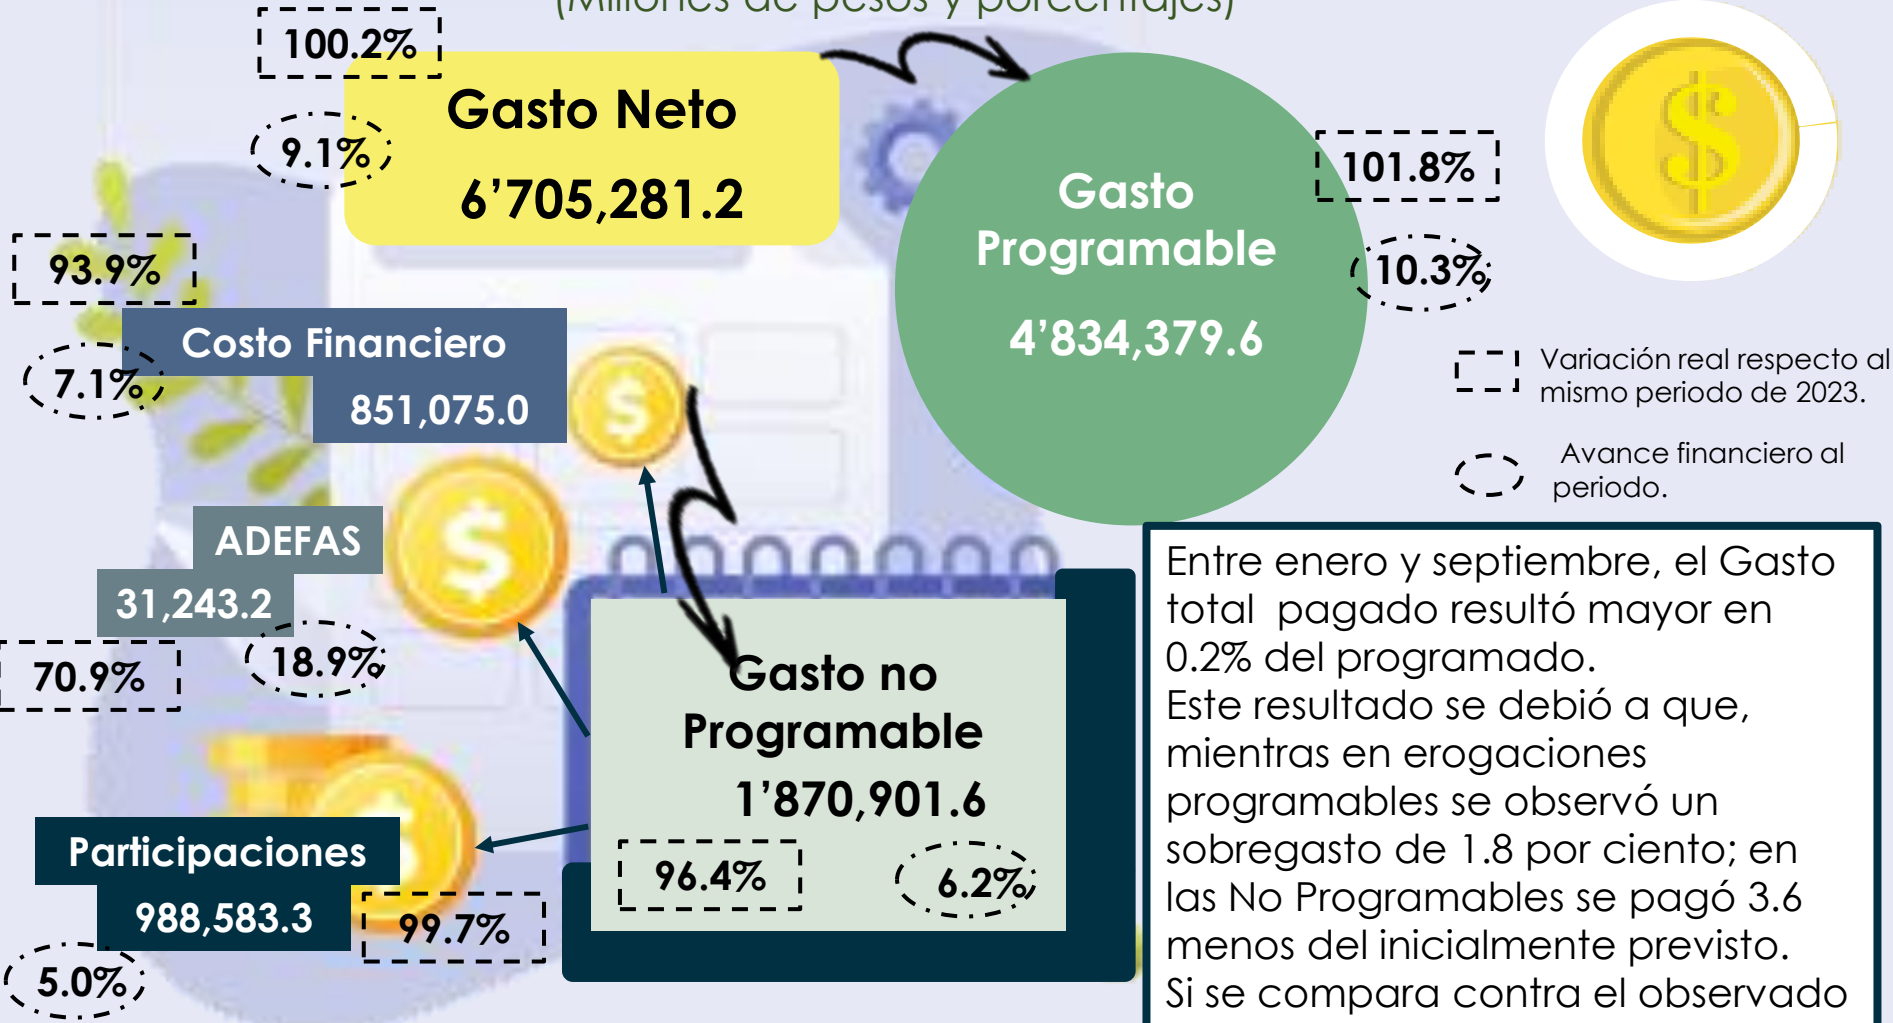 (Millones de pesos y porcentajes)
100.2%
Gasto Neto
9.1%
6’705,281.2
Gasto
Programable
4’834,379.6
101.8%
10.3%
93.9%
Costo Financiero
7.1%
851,075.0
Variación real respecto al
mismo periodo de 2023.
Avance financiero al
periodo.
ADEFAS
31,243.2
70.9%
18.9%
Gasto no
Programable
1’870,901.6
96.4%
6.2%
Participaciones
988,583.3
99.7%
5.0%
Entre enero y septiembre, el Gasto
total pagado resultó mayor en
0.2% del programado.
Este resultado se debió a que,
mientras en erogaciones
programables se observó un
sobregasto de 1.8 por ciento; en
las No Programables se pagó 3.6
menos del inicialmente previsto.
Si se compara contra el observado